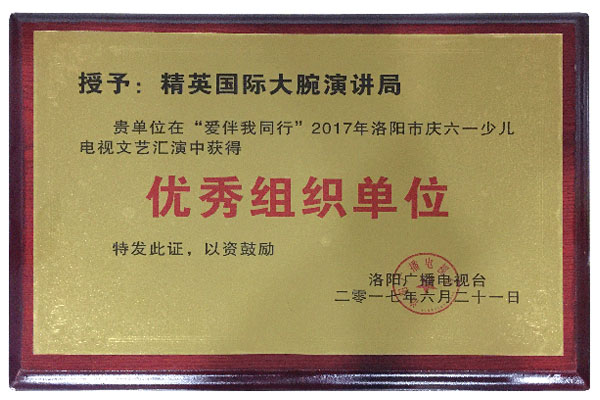 授予：精英国际大腕演讲局
贵单位在“爱伴我同行”2017年洛阳市庆六一少儿
电视文艺汇演中获得
优秀组织单位
特发此证，以资鼓励
洛阳广播电视台
二零一七年六月二十一日